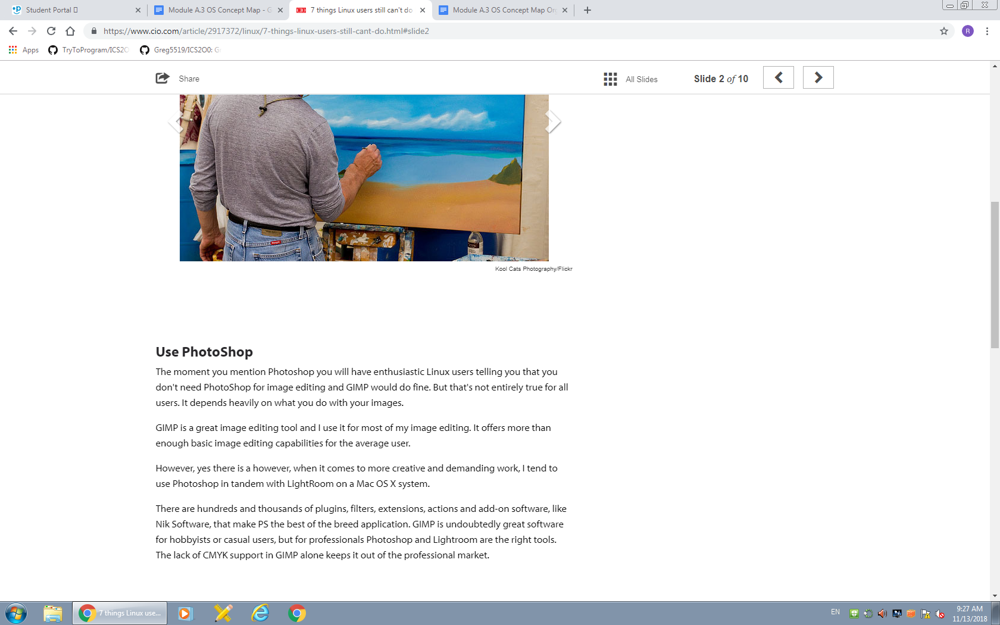 Student Portal
Module A.3 OS Concept Map - G
CIO
7 things Linux users still can't do
Module A.3 OS Concept Map Org
https://www.cio.com/article/2917372/linux/7-things-linux-users-still-cant-do.html#slide2
R
Apps
TryToProgram/ICS2O
Greg5519/ICS2O0: G
Share
All Slides
Slide 2 of 10
Kool Cats Photography/Flickr
Use PhotoShop
The moment you mention Photoshop you will have enthusiastic Linux users telling you that you
don't need PhotoShop for image editing and GIMP would do fine. But that's not entirely true for all
users. It depends heavily on what you do with your images.
GIMP is a great image editing tool and I use it for most of my image editing. It offers more than
enough basic image editing capabilities for the average user.
However, yes there is a however, when it comes to more creative and demanding work, I tend to
use Photoshop in tandem with LightRoom on a Mac OS X system.
There are hundreds and thousands of plugins, filters, extensions, actions and add-on software, like
Nik Software, that make PS the best of the breed application. GIMP is undoubtedly great software
for hobbyists or casual users, but for professionals Photoshop and Lightroom are the right tools.
The lack of CMYK support in GIMP alone keeps it out of the professional market.
7 things Linux use...
EN
9:27 AM
11/13/2018